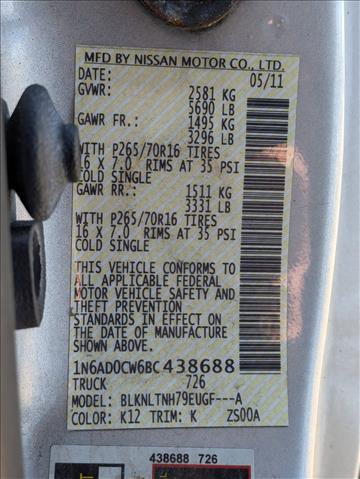 MFD BY NISSAN MOTOR CO., LTD.
DATE: 05/11
GVWR: 2581 KG
5690 LB
GAWR FR.: 1495 KG
3296 LB
WITH P265/70R16 TIRES
16 X 7.0 RIMS AT 35 PSI
COLD SINGLE
GAWR RR.: 1511 KG
3331 LB
WITH P265/70R16 TIRES
16 X 7.0 RIMS AT 35 PSI
COLD SINGLE
THIS VEHICLE CONFORMS TO
ALL APPLICABLE FEDERAL
MOTOR VEHICLE SAFETY AND
THEFT PREVENTION
STANDARDS IN EFFECT ON
THE DATE OF MANUFACTURE
SHOWN ABOVE.
1N6AD0CW6BC438688
TRUCK 726
MODEL: BLKNLTNH79EUGF---A
COLOR: K12 TRIM: K ZS00A
438688 726